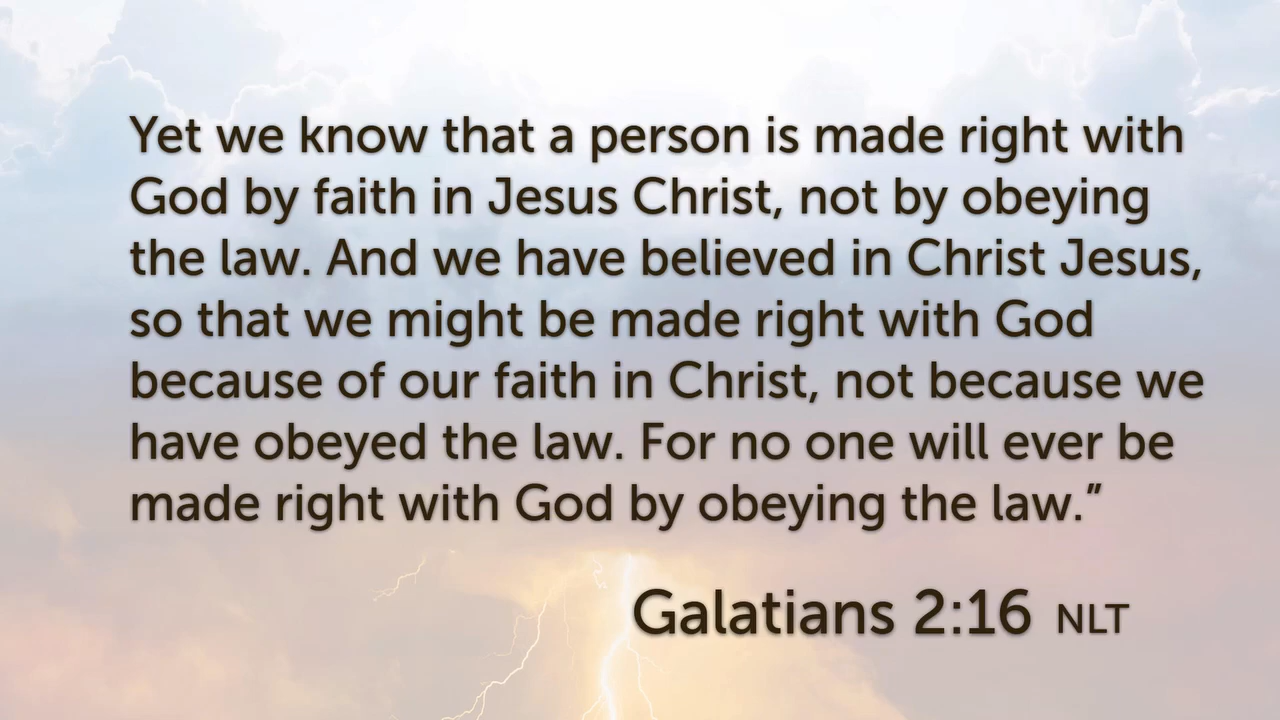 Yet we know that a person is made right with
God by faith in Jesus Christ, not by obeying
the law. And we have believed in Christ Jesus,
so that we might be made right with God
because of our faith in Christ, not because we
have obeyed the law. For no one will ever be
made right with God by obeying the law.”
Galatians 2:16 NLT